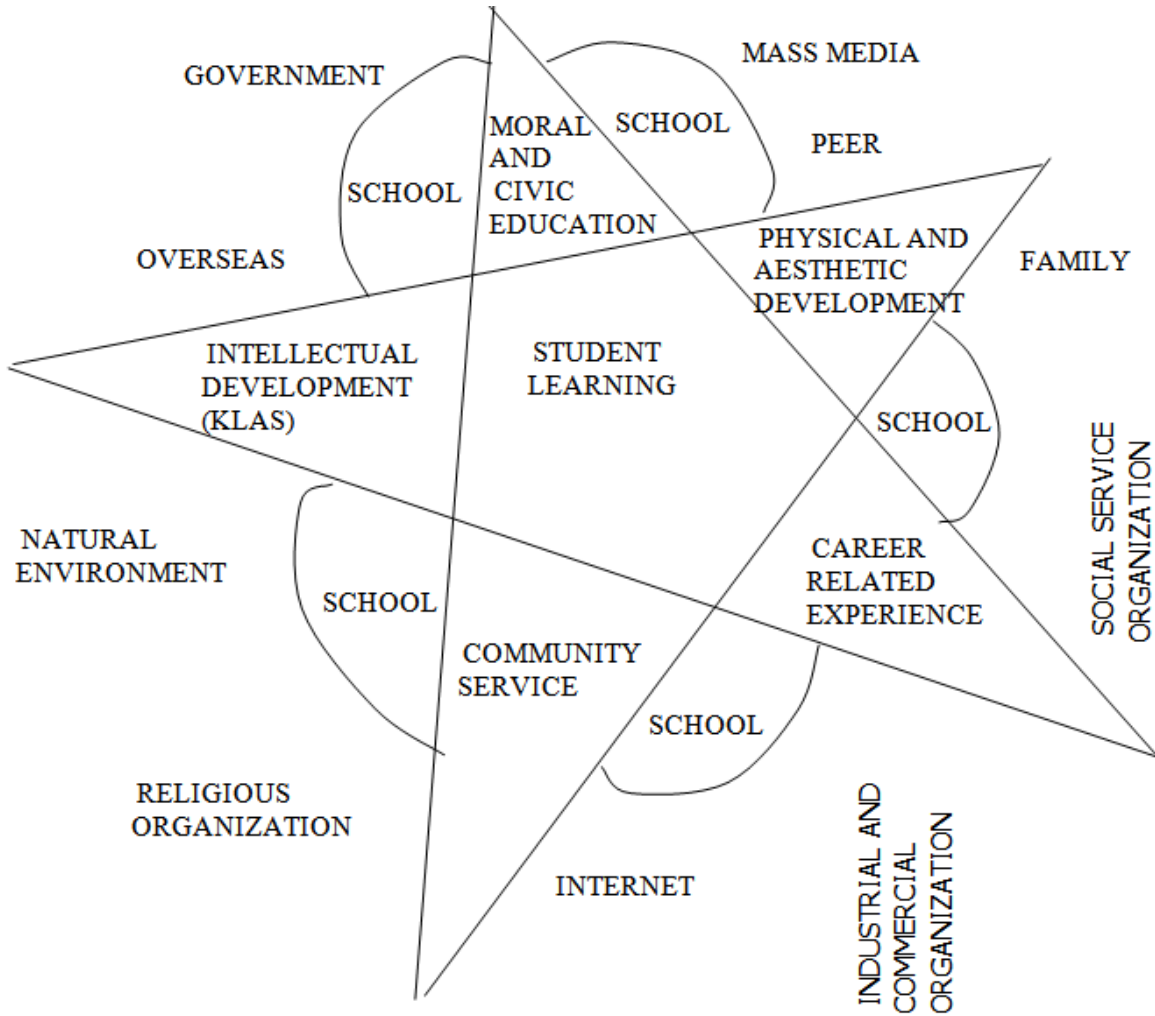 MASS MEDIA
GOVERNMENT
SCHOOL
MORAL
AND
CIVIC
EDUCATION
PEER
SCHOOL
OVERSEAS
PHYSICAL AND
AESTHETIC
DEVELOPMENT
FAMILY
INTELLECTUAL
DEVELOPMENT
(KLAS)
STUDENT
LEARNING
SCHOOL
SOCIAL SERVICE
ORGANIZATION
NATURAL
ENVIRONMENT
CAREER
RELATED
EXPERIENCE
SCHOOL
COMMUNITY
SERVICE
SCHOOL
RELIGIOUS
ORGANIZATION
INTERNET
INDUSTRIAL AND
COMMERCIAL
ORGANIZATION